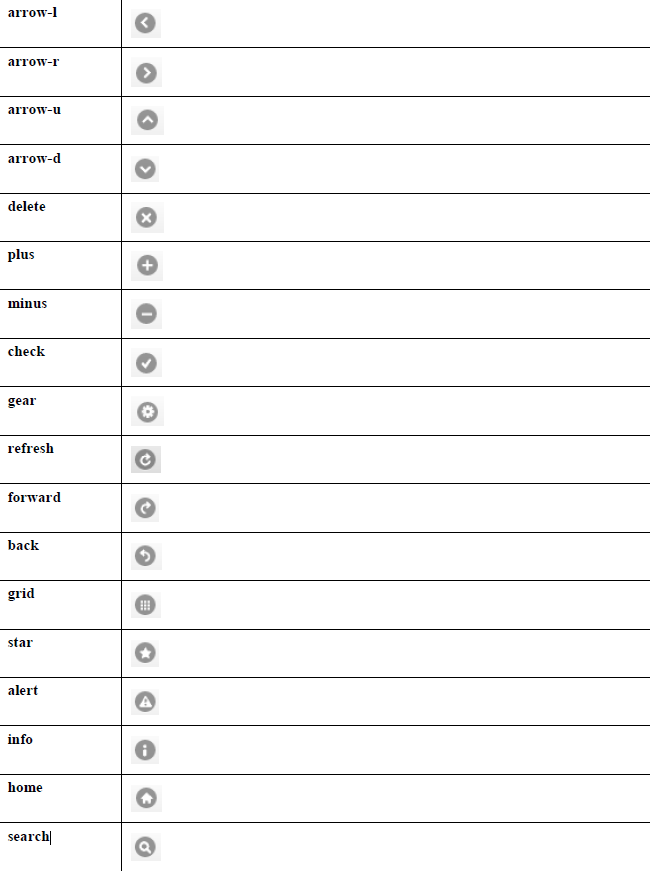 arrow-l
arrow-r
arrow-u
arrow-d
delete
plus
minus
check
gear
refresh
forward
back
grid
star
alert
info
home
search